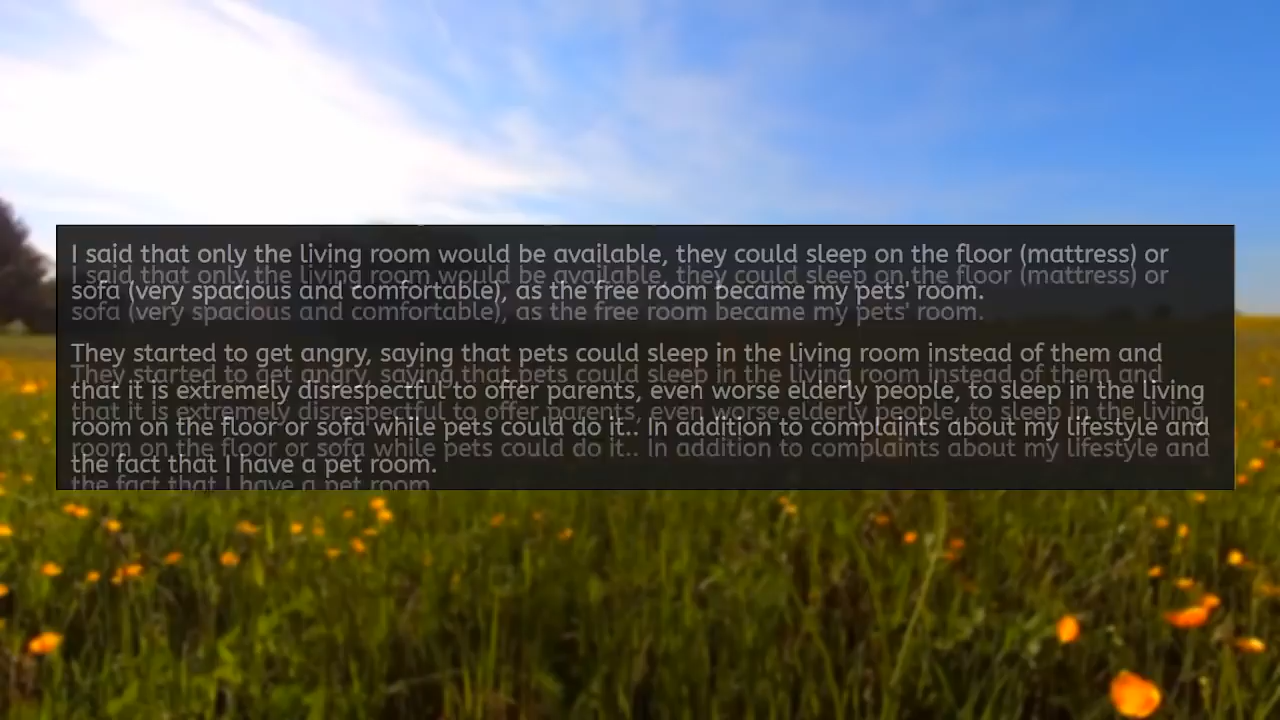 I said that only the living room would be available, they could sleep on the floor (mattress) or
sofa (very spacious and comfortable), as the free room became my pets' room.
They started to get angry, saying that pets could sleep in the living room instead of them and
that it is extremely disrespectful to offer parents, even worse elderly people, to sleep in the living
room on the floor or sofa while pets could do it.. In addition to complaints about my lifestyle and
the fact that I have a pet room.